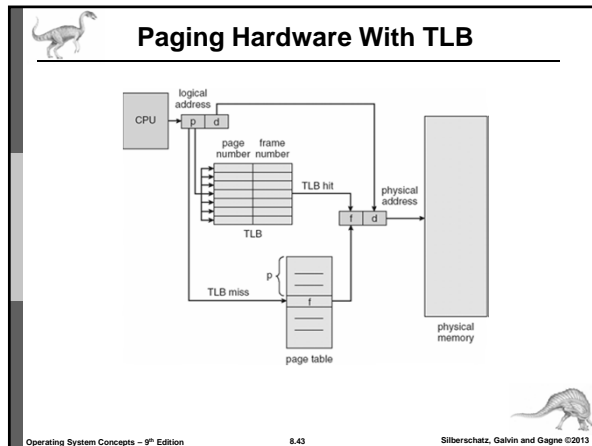 Paging Hardware With TLB
logical
address
CPU
p d
page
number
frame
number
TLB hit
physical
address
f d
TLB
p
TLB miss
f
page table
physical
memory
Operating System Concepts – 9th Edition
8.43
Silberschatz, Galvin and Gagne ©2013